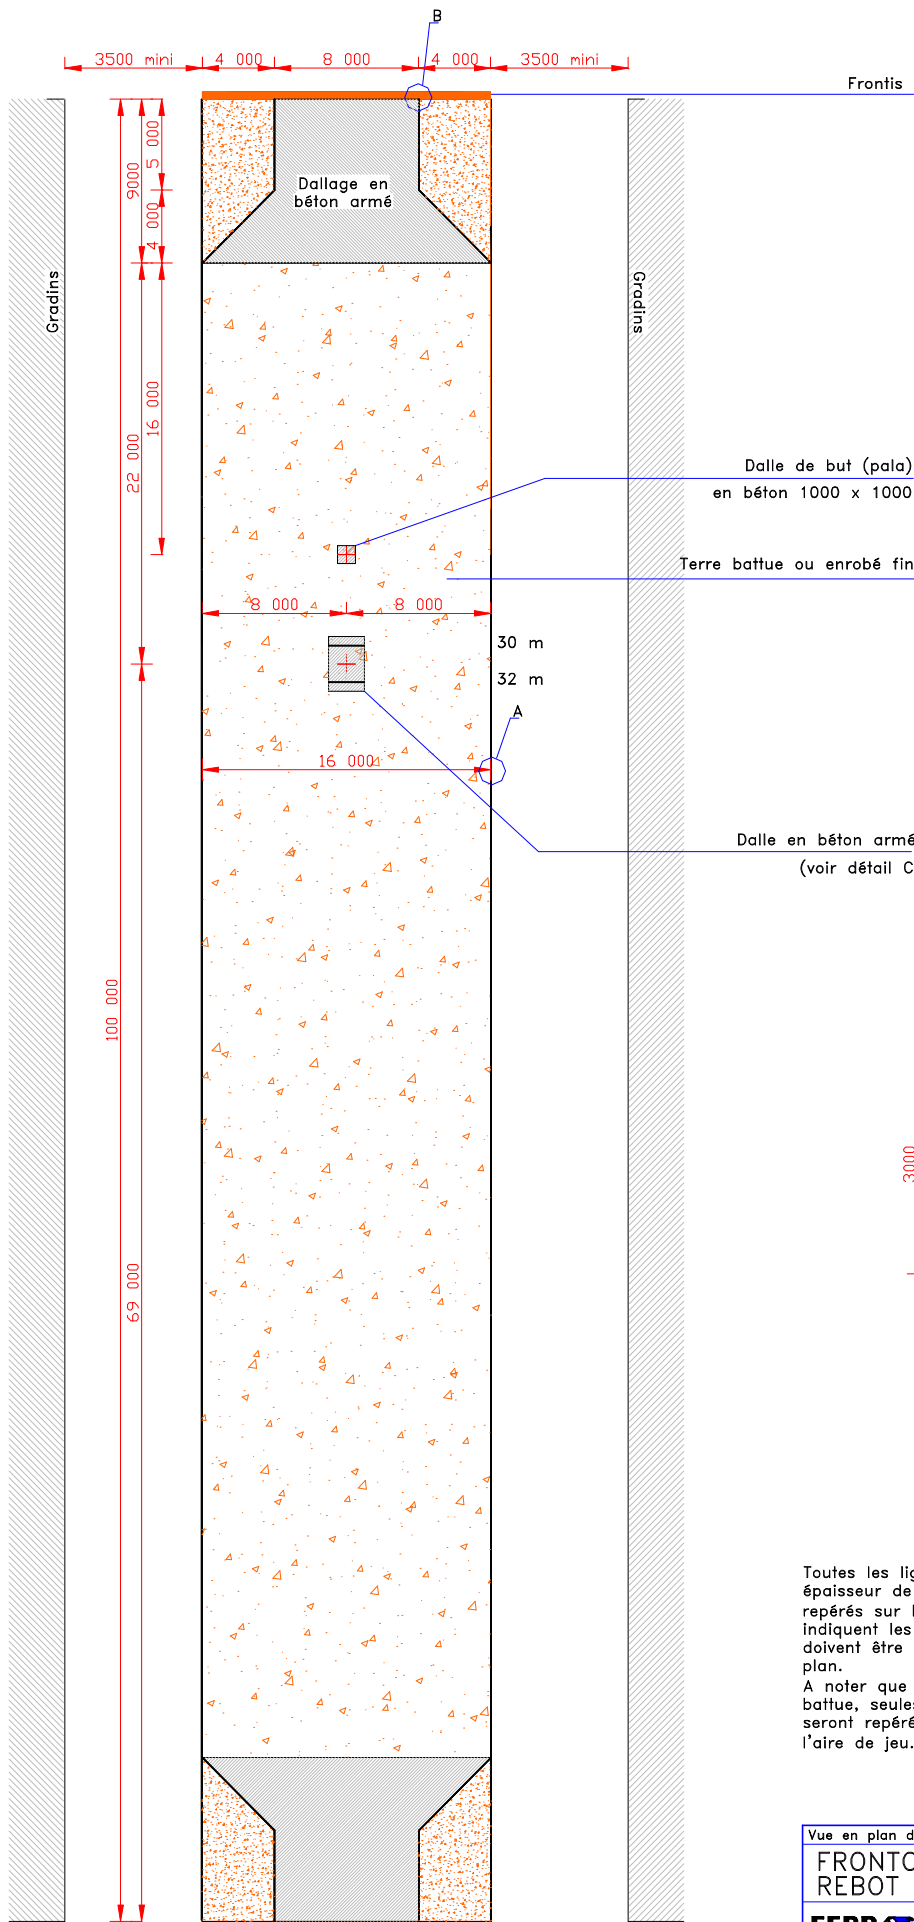 B
3500 mini
4 000
8 000
4 000
3500 mini
Frontis
5 000
9000
4 000
Dallage en
béton armé
Gradins
Gradins
16 000
22 000
Dalle de but (pala)
en béton 1000 x 1000
Terre battue ou enrobé fin
8 000
8 000
30 m
32 m
A
16 000
Dalle en béton armé
(voir détail C
100 000
3000
69 000
Toutes les lig
épaisseur de
repérés sur l
indiquent les
doivent être
plan.
A noter que
battue, seules
seront repéré
l'aire de jeu.
Vue en plan d
FRONTO
REBOT